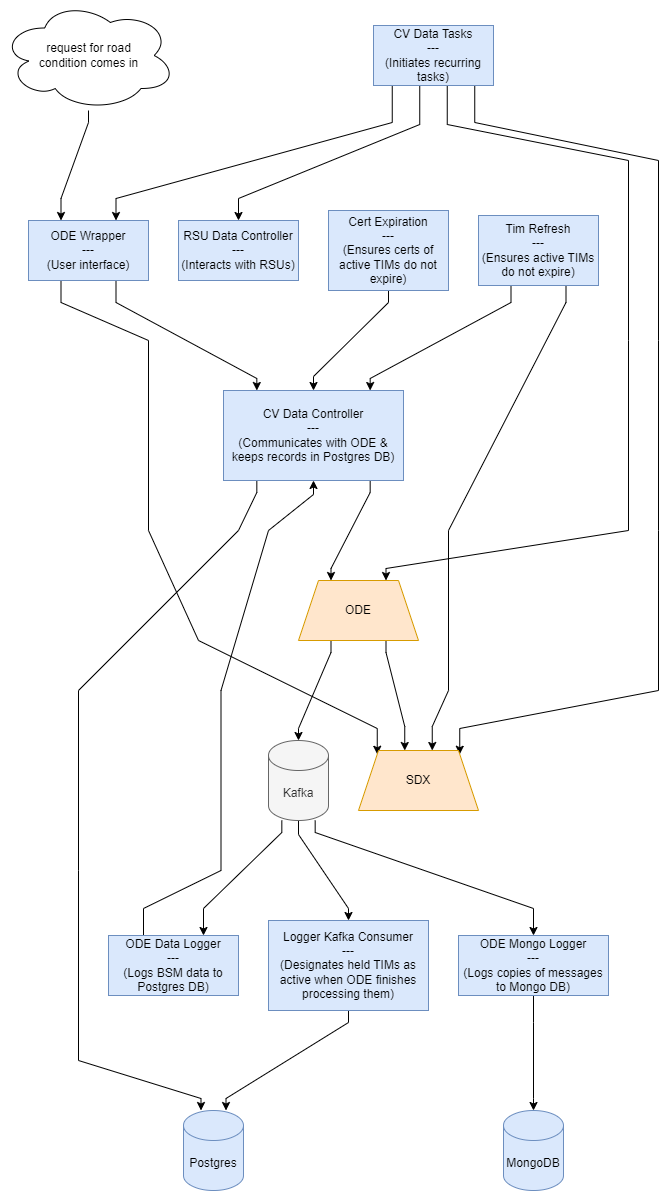 request for road
condition comes in
CV Data Tasks
---
(Initiates recurring
tasks)
ODE Wrapper
---
(User interface)
RSU Data Controller
---
(Interacts with RSUs)
Cert Expiration
---
(Ensures certs of
active TIMs do not
expire)
Tim Refresh
---
(Ensures active TIMs
do not expire)
CV Data Controller
---
(Communicates with ODE &
keeps records in Postgres DB)
ODE
SDX
Kafka
ODE Data Logger
---
(Logs BSM data to
Postgres DB)
Logger Kafka Consumer
---
(Designates held TIMs as
active when ODE finishes
processing them)
ODE Mongo Logger
---
(Logs copies of messages
to Mongo DB)
Postgres
MongoDB